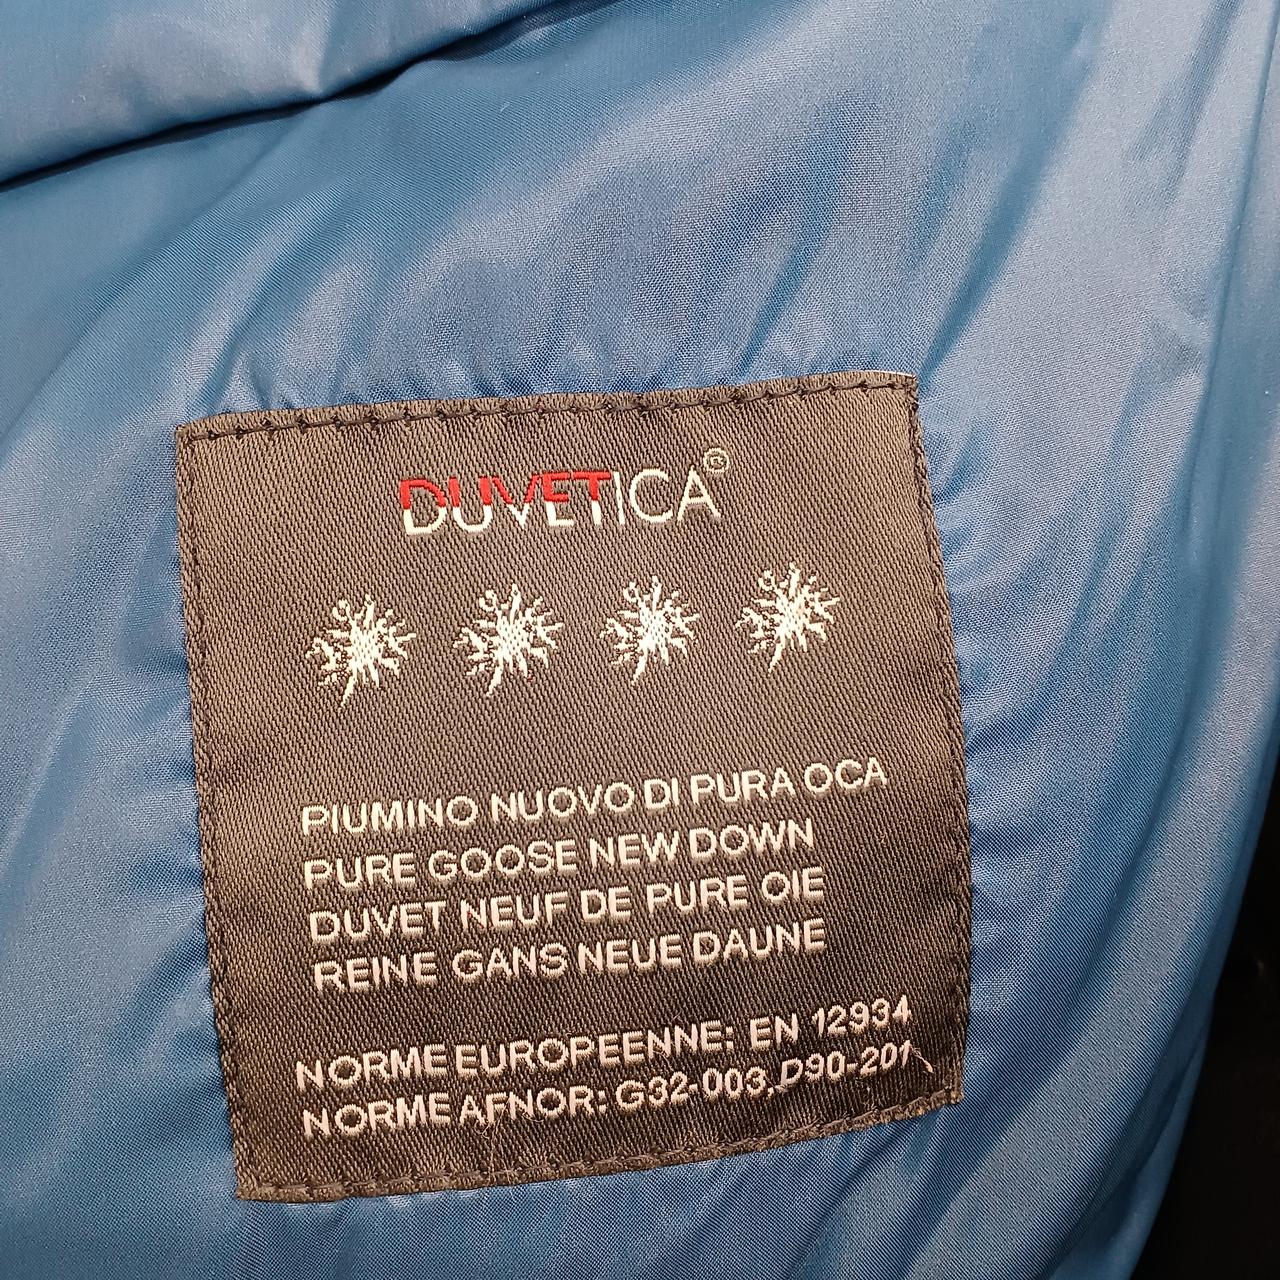 DUVETICA®
PIUMINO NUOVO DI PURA OCA
PURE GOOSE NEW DOWN
DUVET NEUF DE PURE OIE
REINE GANS NEUE DAUNE
NORME EUROPEENNE: EN 12934
NORME AFNOR: G32-003, D90-201